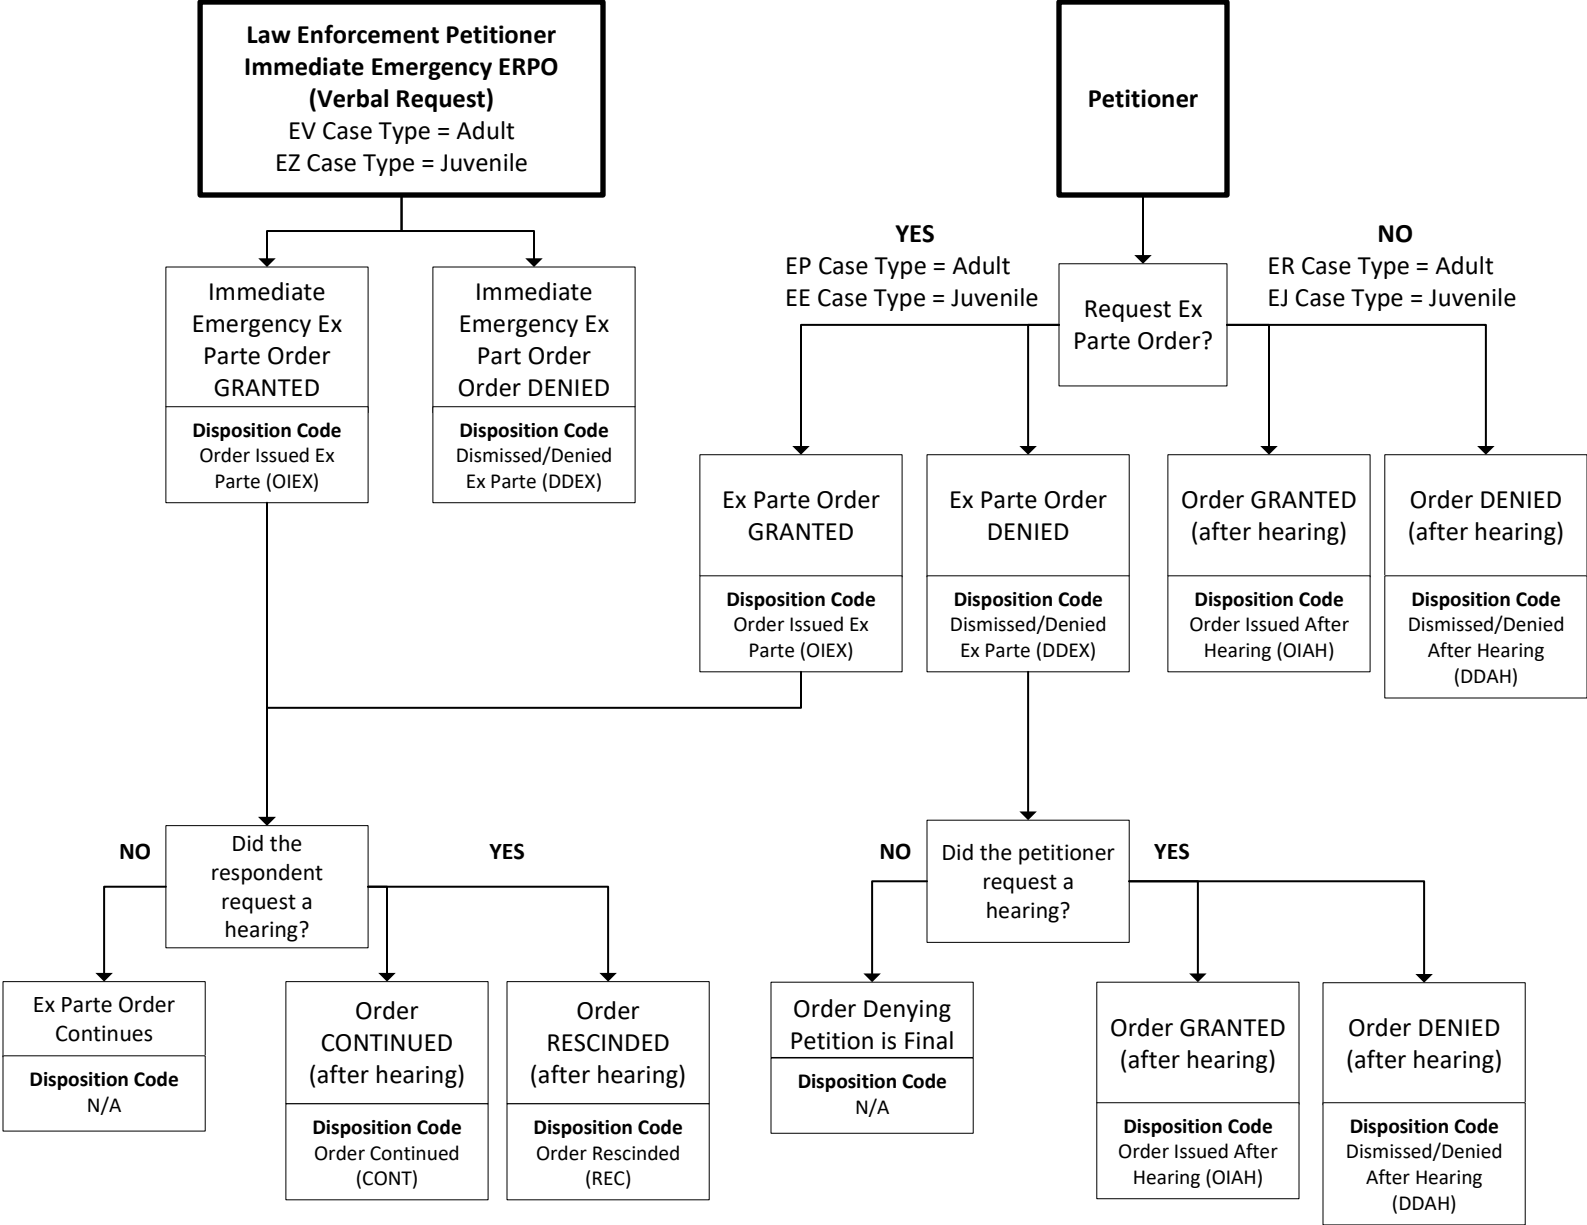 Law Enforcement Petitioner
Immediate Emergency ERPO
(Verbal Request)
EV Case Type = Adult
EZ Case Type = Juvenile
Petitioner
YES
EP Case Type = Adult
EE Case Type = Juvenile
NO
ER Case Type = Adult
EJ Case Type = Juvenile
Request Ex
Parte Order?
Immediate
Emergency Ex
Parte Order
GRANTED
Disposition Code
Order Issued Ex
Parte (OIEX)
Immediate
Emergency Ex
Part Order
Order DENIED
Disposition Code
Dismissed/Denied
Ex Parte (DDEX)
Ex Parte Order
GRANTED
Disposition Code
Order Issued Ex
Parte (OIEX)
Ex Parte Order
DENIED
Disposition Code
Dismissed/Denied
Ex Parte (DDEX)
Order GRANTED
(after hearing)
Disposition Code
Order Issued After
Hearing (OIAH)
Order DENIED
(after hearing)
Disposition Code
Dismissed/Denied
After Hearing
(DDAH)
NO
Did the
respondent
request a
hearing?
YES
NO
Did the petitioner
request a
hearing?
YES
Ex Parte Order
Continues
Disposition Code
N/A
Order
CONTINUED
(after hearing)
Disposition Code
Order Continued
(CONT)
Order
RESCINDED
(after hearing)
Disposition Code
Order Rescinded
(REC)
Order Denying
Petition is Final
Disposition Code
N/A
Order GRANTED
(after hearing)
Disposition Code
Order Issued After
Hearing (OIAH)
Order DENIED
(after hearing)
Disposition Code
Dismissed/Denied
After Hearing
(DDAH)